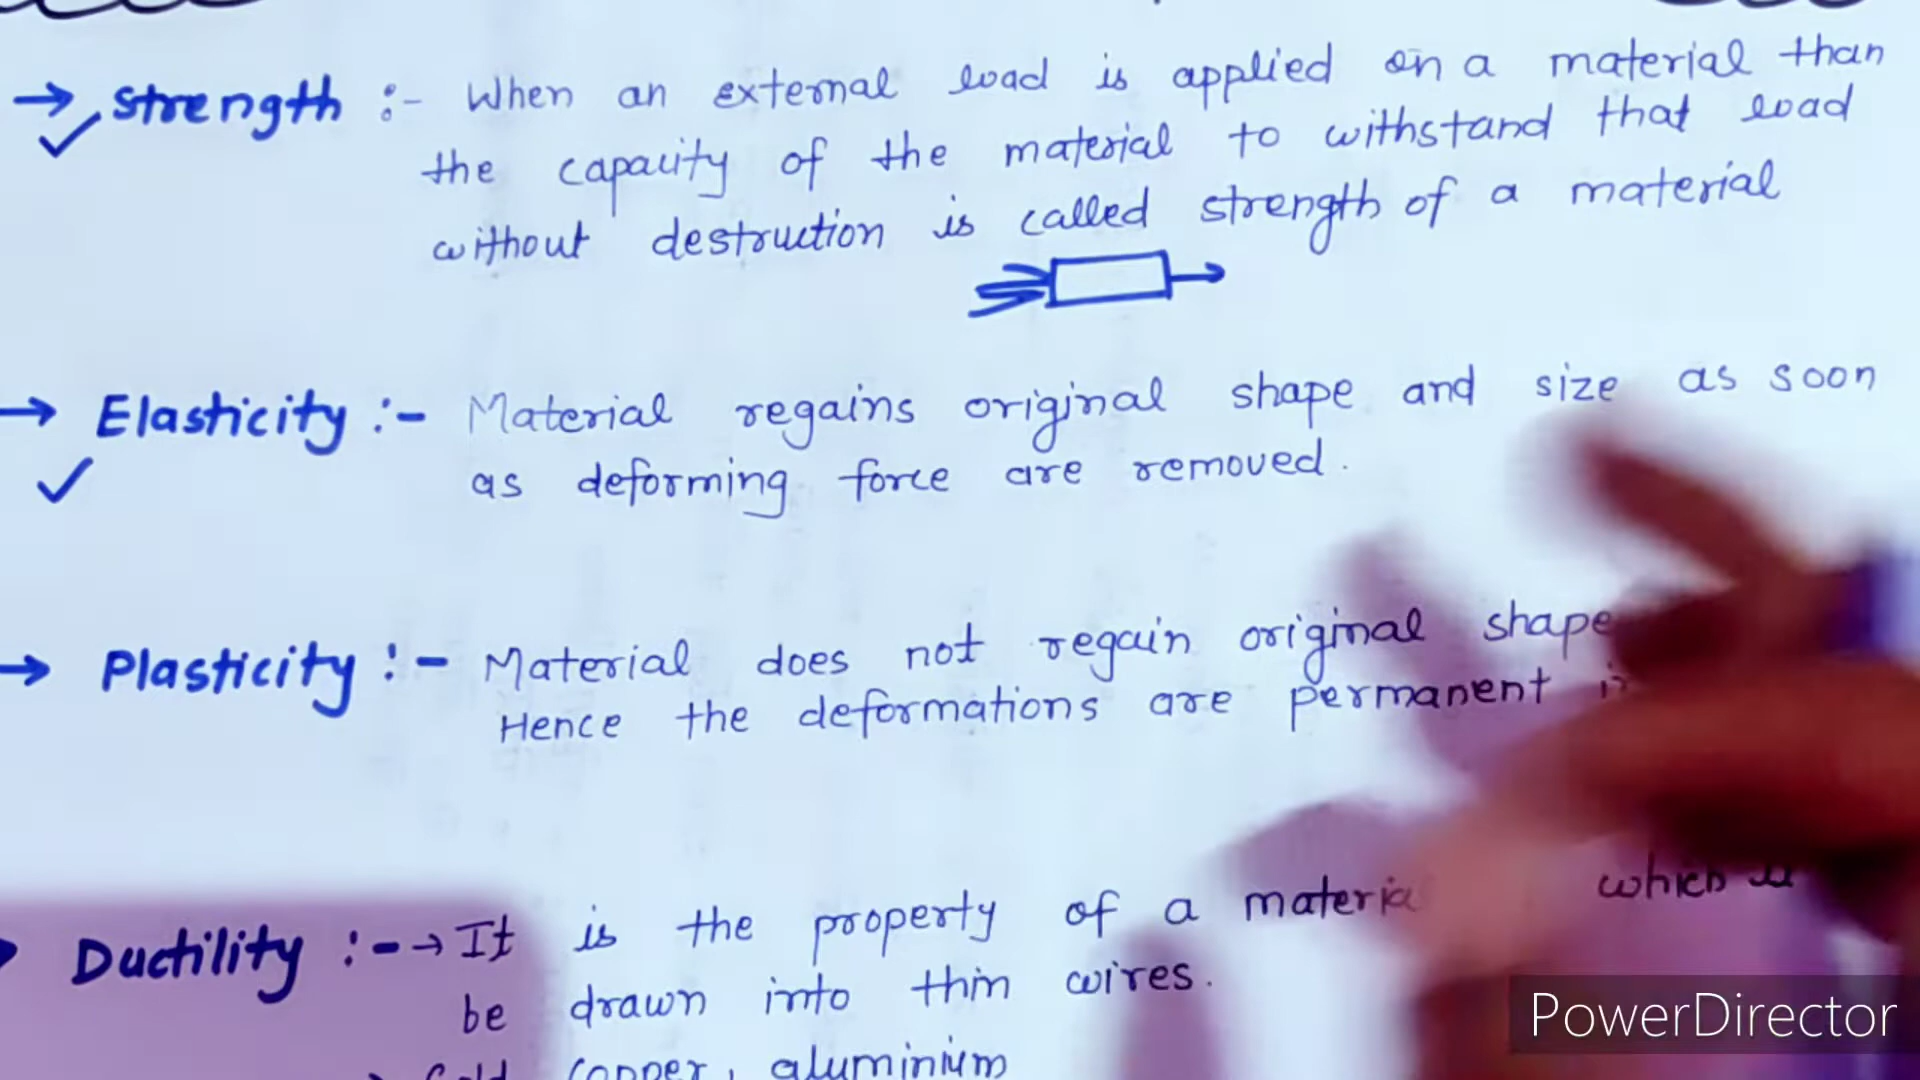 → Strength :- When an external load is applied on a material than
the capacity of the material to withstand that load
without destruction is called strength of a material
→ Elasticity :- Material regains original shape and size as soon
as deforming force are removed.
→ Plasticity :- Material does not regain original shape
Hence the deformations are permanent
Ductility :- → It is the property of a which
be drawn into thin wires.
Gold copper, aluminium
PowerDirector